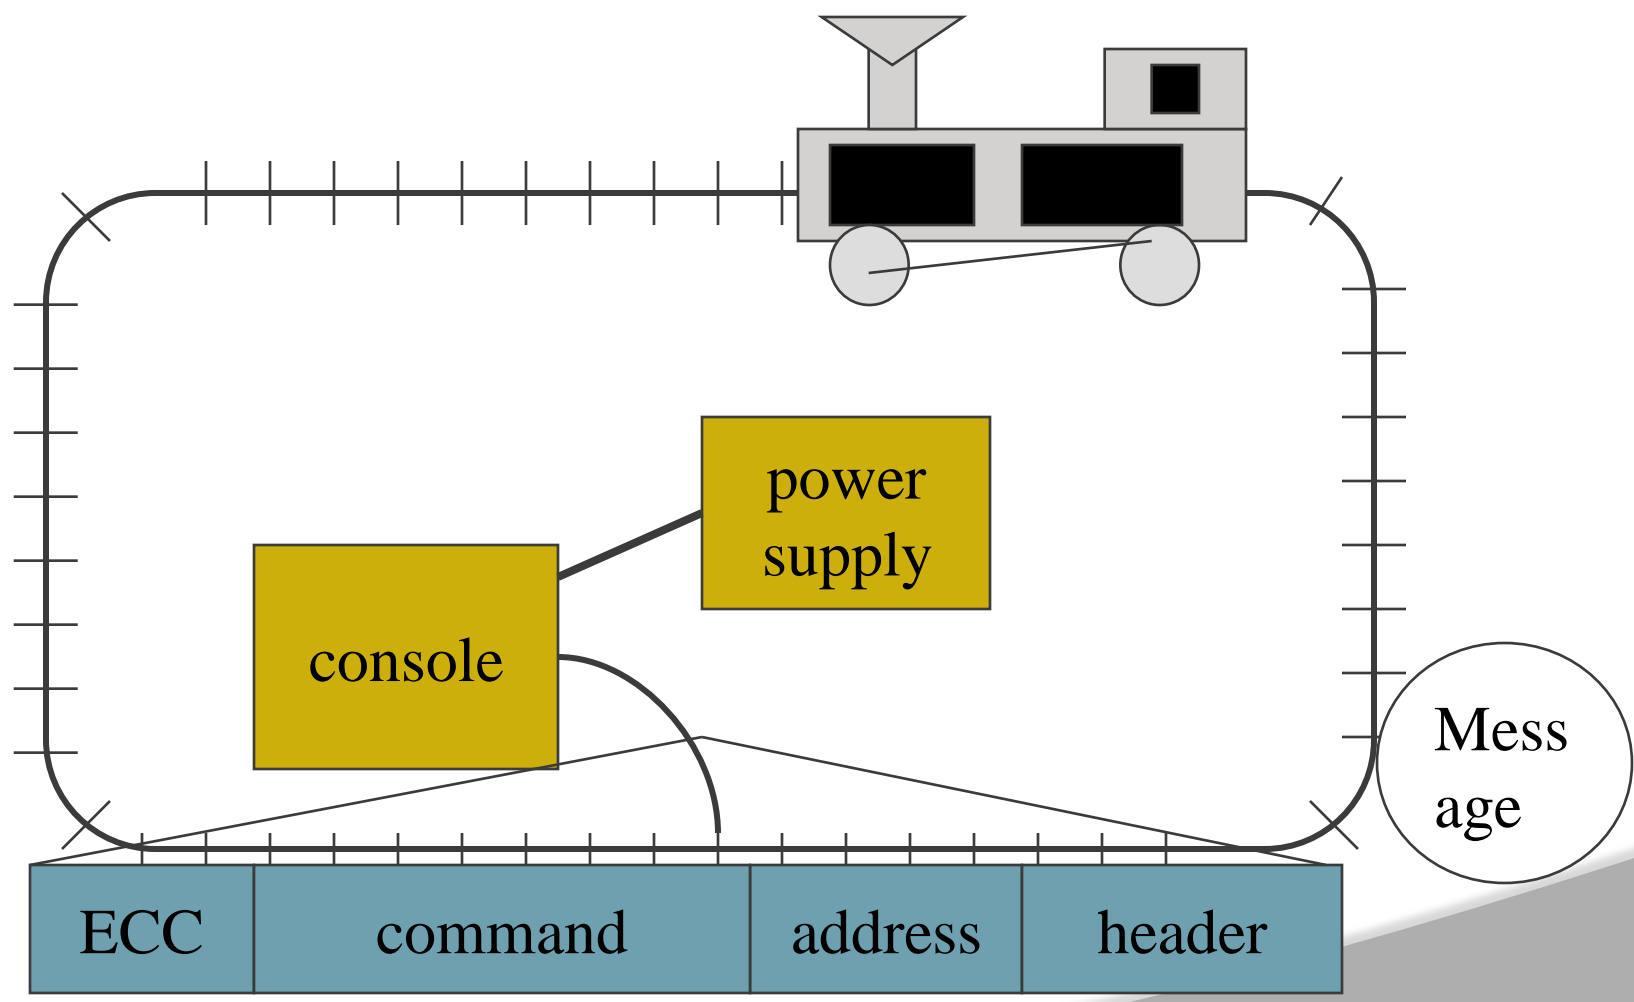 power
supply
console
Mess
age
ECC command address header